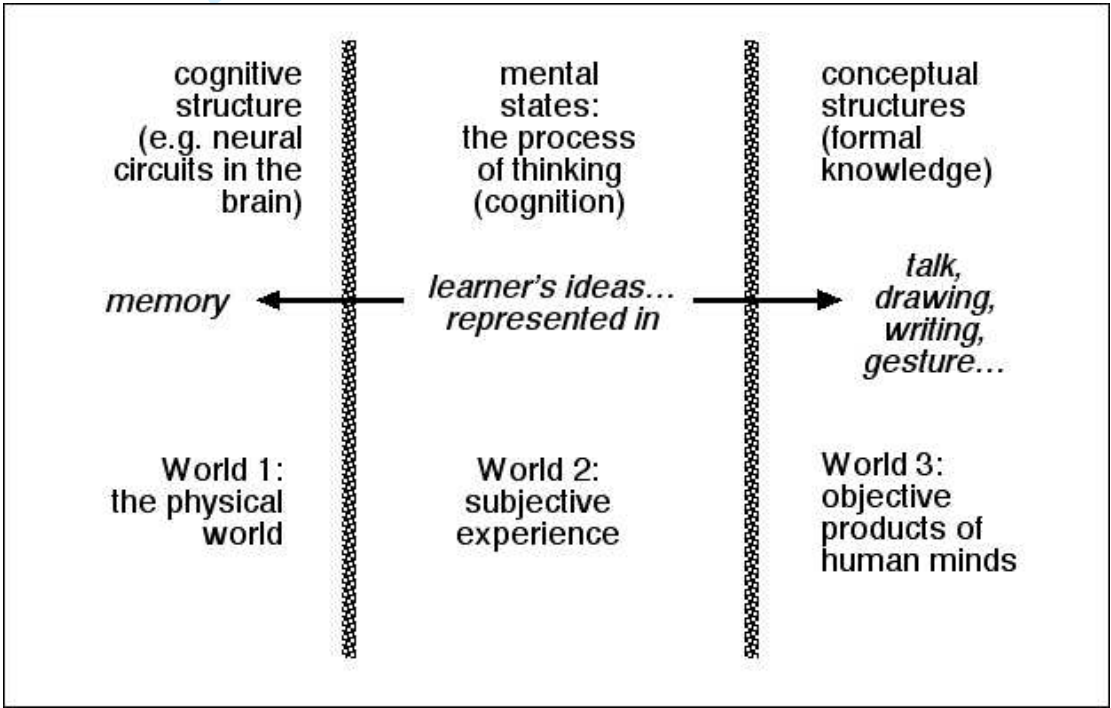 cognitive
structure
(e.g. neural
circuits in the
brain)
mental
states:
the process
of thinking
(cognition)
conceptual
structures
(formal
knowledge)
memory
learner's ideas...
represented in
talk,
drawing,
writing,
gesture...
World 1:
the physical
world
World 2:
subjective
experience
World 3:
objective
products of
human minds